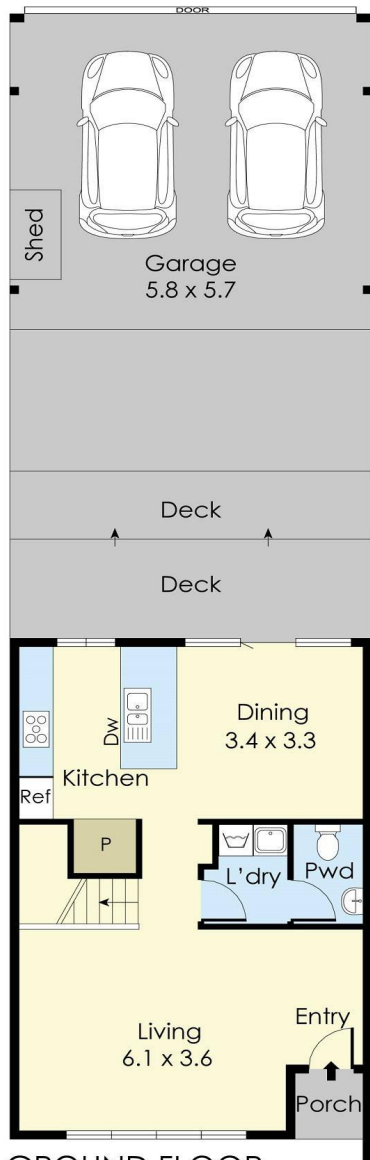 DOOR
Shed
Garage
5.8 x 5.7
Deck
Deck
Dining
3.4 x 3.3
Dw
Kitchen
Ref
P
L'dry
Pwd
Living
6.1 x 3.6
Entry
Porch
GROUND FLOOR